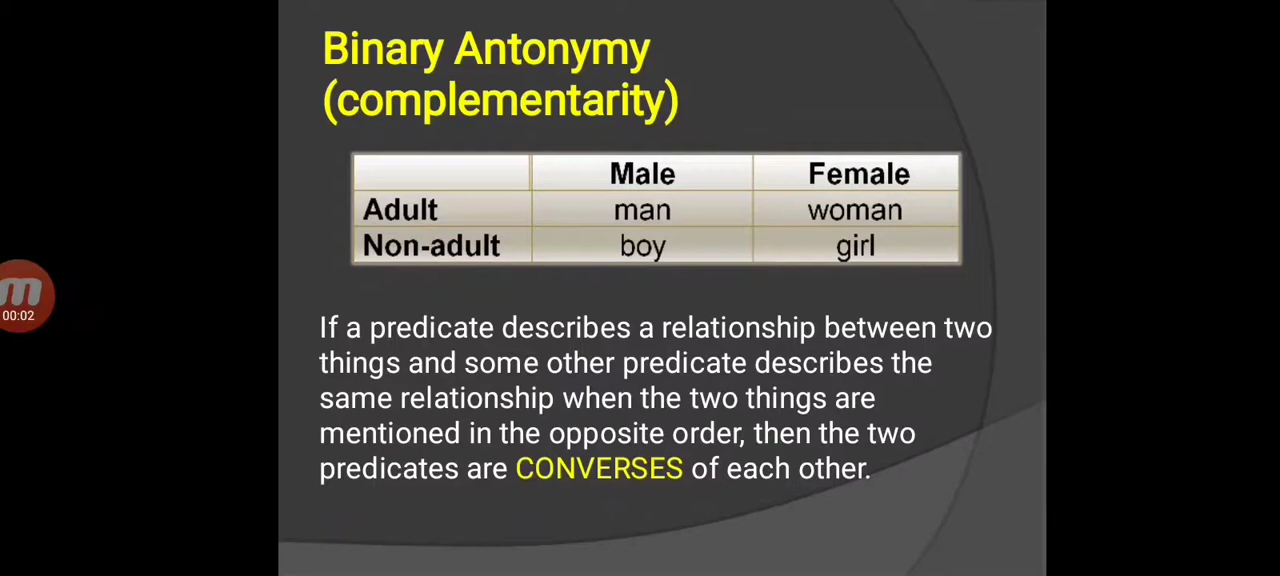 Binary Antonymy
(complementarity)
Male Female
Adult man woman
Non-adult boy girl
If a predicate describes a relationship between two
things and some other predicate describes the
same relationship when the two things are
mentioned in the opposite order, then the two
predicates are CONVERSES of each other.
00:02